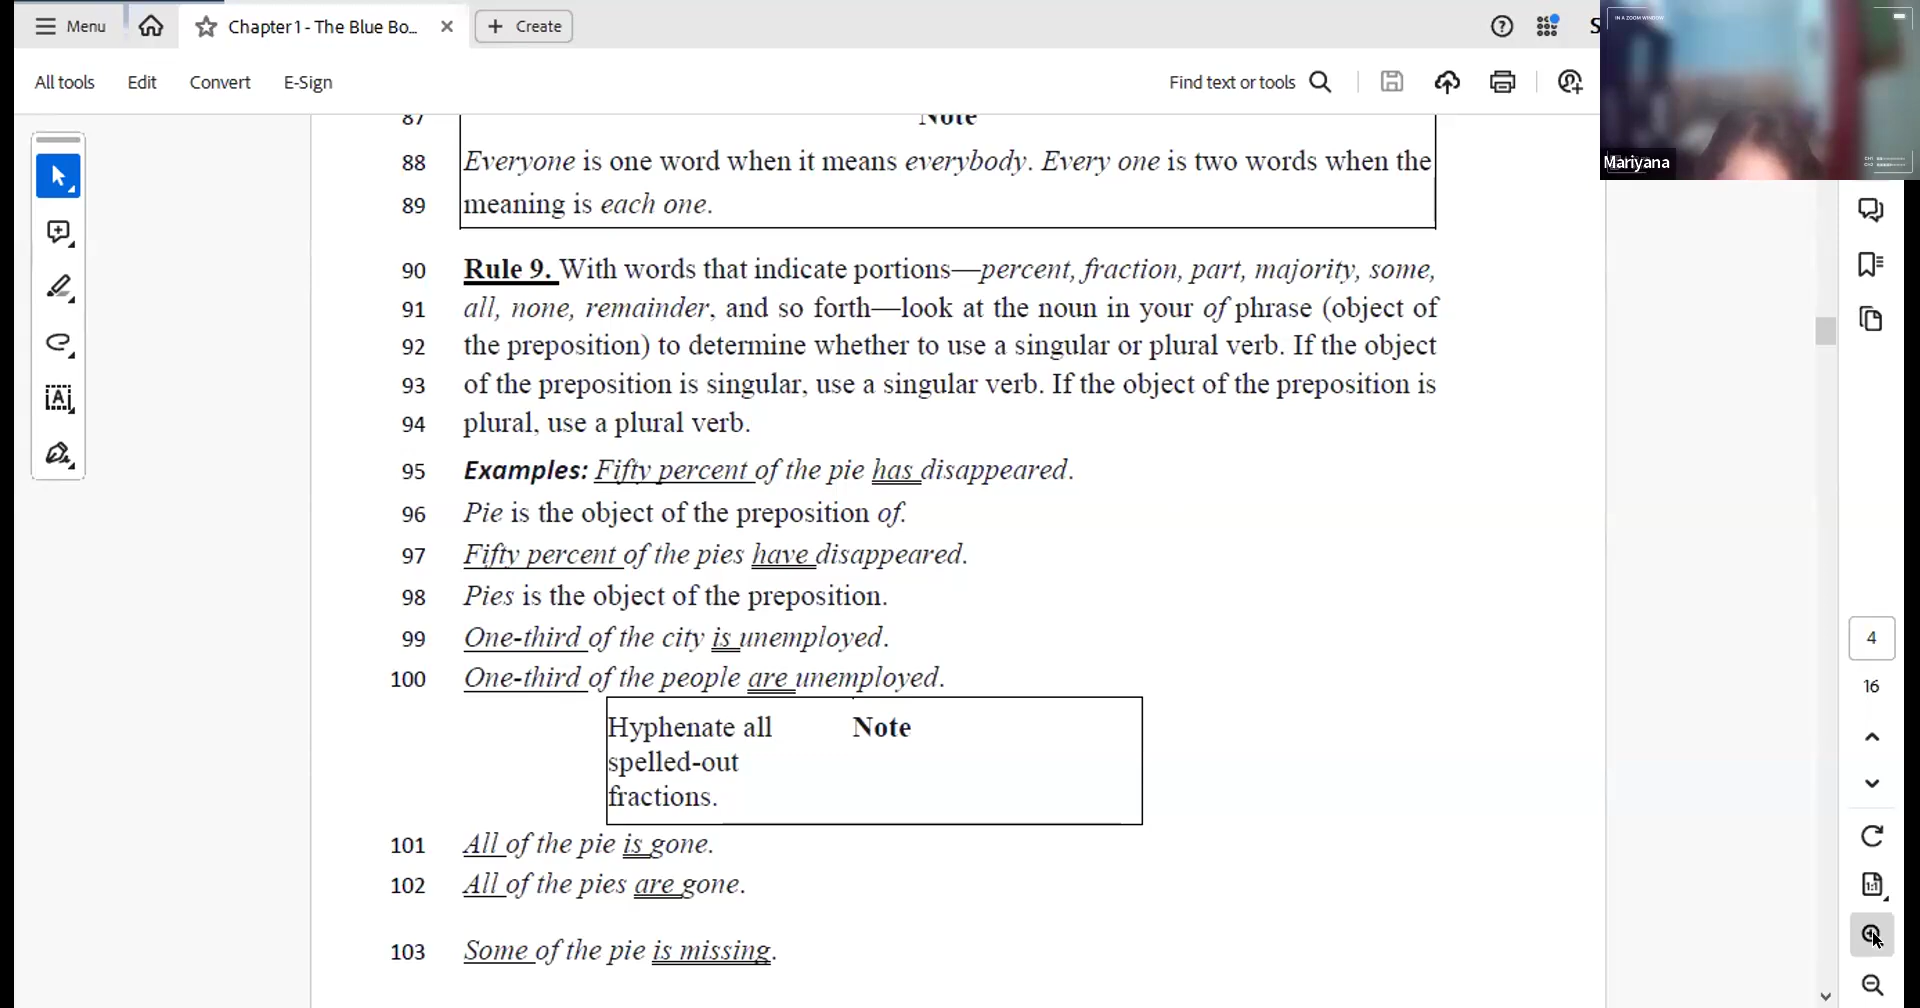 Menu
Chapter 1 - The Blue Bo...
Create
All tools
Edit
Convert
E-Sign
Find text or tools
IN A ZOOM WINDOW
Mariyana
87 Note
88 Everyone is one word when it means everybody. Every one is two words when the
89 meaning is each one.
90 Rule 9. With words that indicate portions—percent, fraction, part, majority, some,
91 all, none, remainder, and so forth—look at the noun in your of phrase (object of
92 the preposition) to determine whether to use a singular or plural verb. If the object
93 of the preposition is singular, use a singular verb. If the object of the preposition is
94 plural, use a plural verb.
95 Examples: Fifty percent of the pie has disappeared.
96 Pie is the object of the preposition of.
97 Fifty percent of the pies have disappeared.
98 Pies is the object of the preposition.
99 One-third of the city is unemployed.
100 One-third of the people are unemployed.
Hyphenate all Note
spelled-out
fractions.
101 All of the pie is gone.
102 All of the pies are gone.
103 Some of the pie is missing.
4
16
1:1